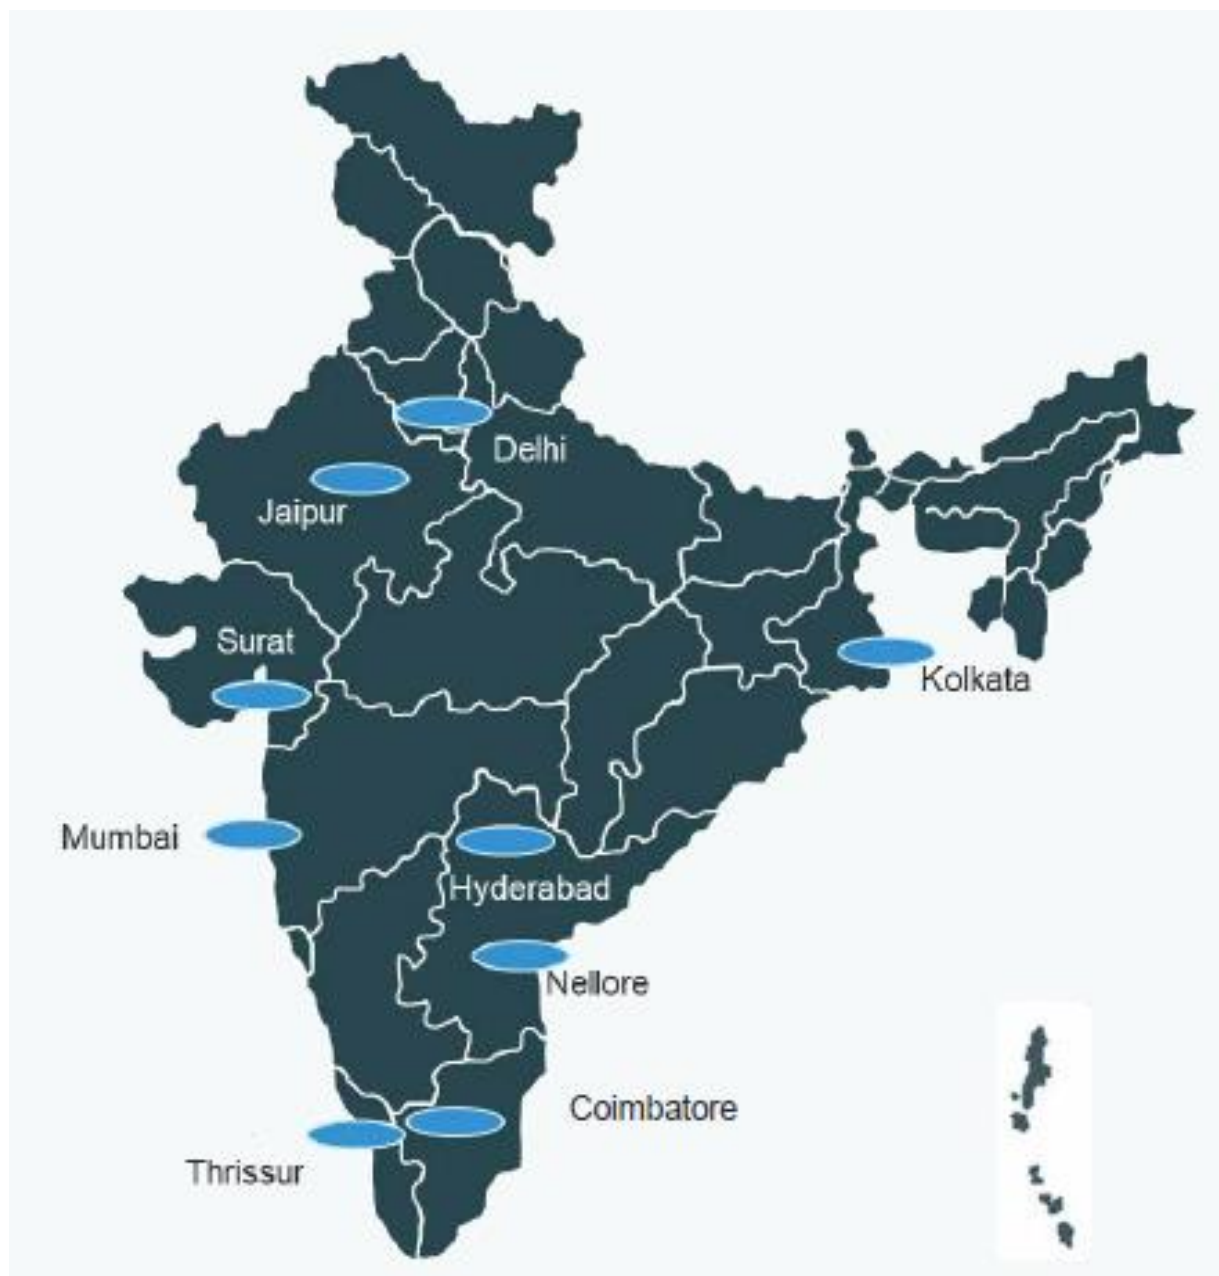 Delhi
Jaipur
Surat
Kolkata
Mumbai
Hyderabad
Nellore
Coimbatore
Thrissur